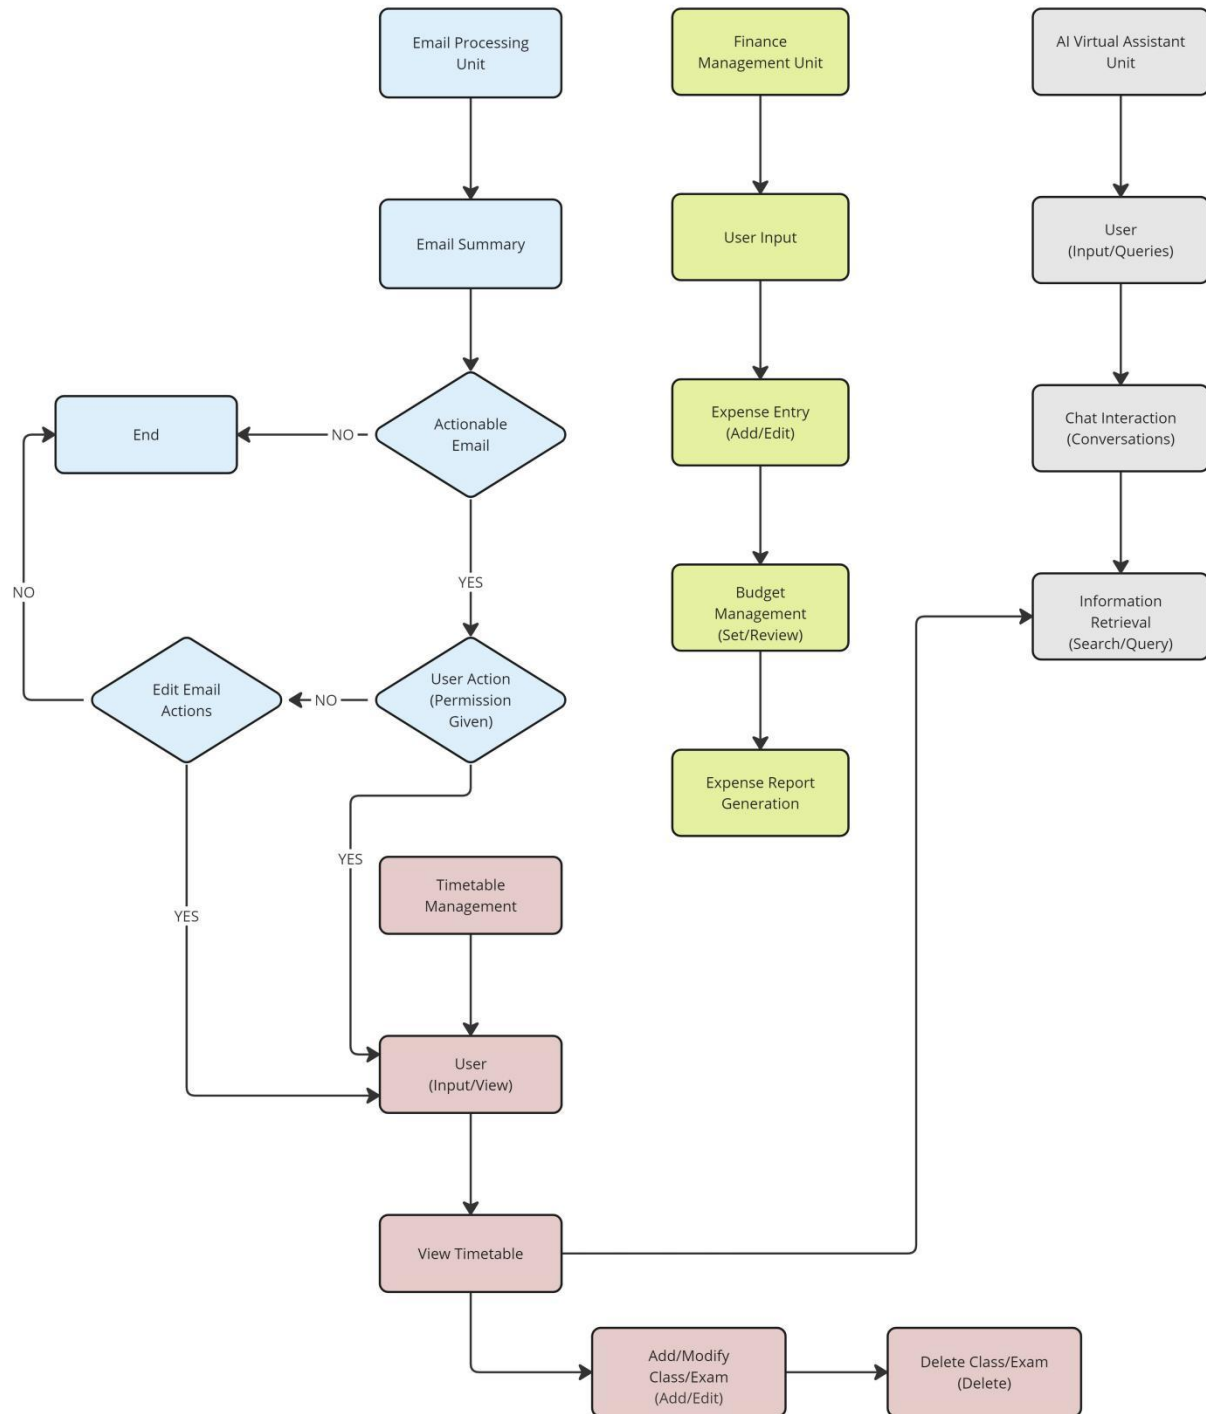 Email Processing
Unit
Finance
Management Unit
AI Virtual Assistant
Unit
Email Summary
User Input
User
(Input/Queries)
End
NO
Actionable
Email
Expense Entry
(Add/Edit)
Chat Interaction
(Conversations)
NO
YES
Budget
Management
(Set/Review)
Information
Retrieval
(Search/Query)
Edit Email
Actions
NO
User Action
(Permission
Given)
Expense Report
Generation
YES
YES
Timetable
Management
User
(Input/View)
View Timetable
Add/Modify
Class/Exam
(Add/Edit)
Delete Class/Exam
(Delete)